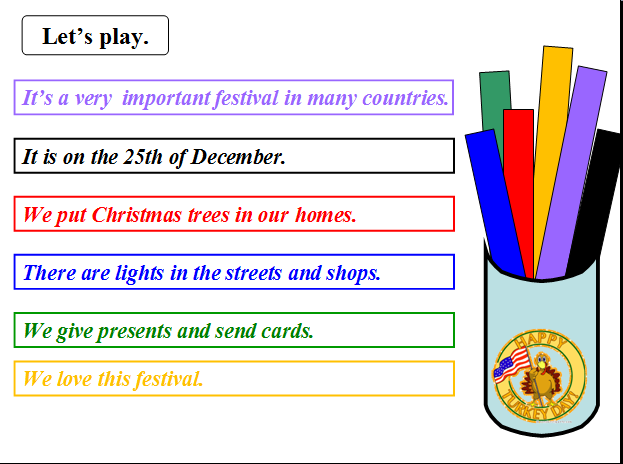 Let's play.
It's a very important festival in many countries.
It is on the 25th of December.
We put Christmas trees in our homes.
There are lights in the streets and shops.
We give presents and send cards.
We love this festival.
HAPPY
TURKEY DAY!